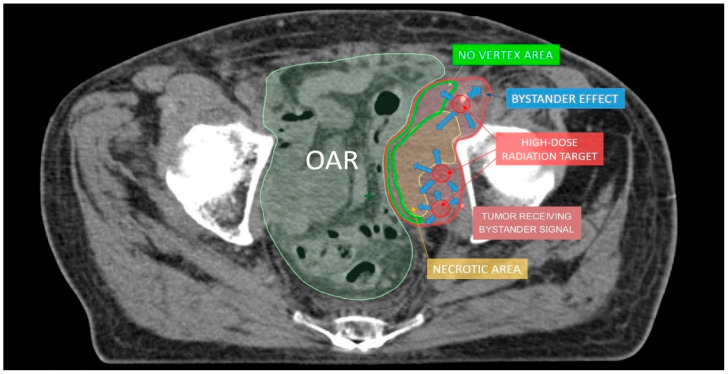 NO VERTEX AREA
BYSTANDER EFFECT
OAR
HIGH-DOSE
RADIATION TARGET
TUMOR RECEIVING
BYSTANDER SIGNAL
NECROTIC AREA